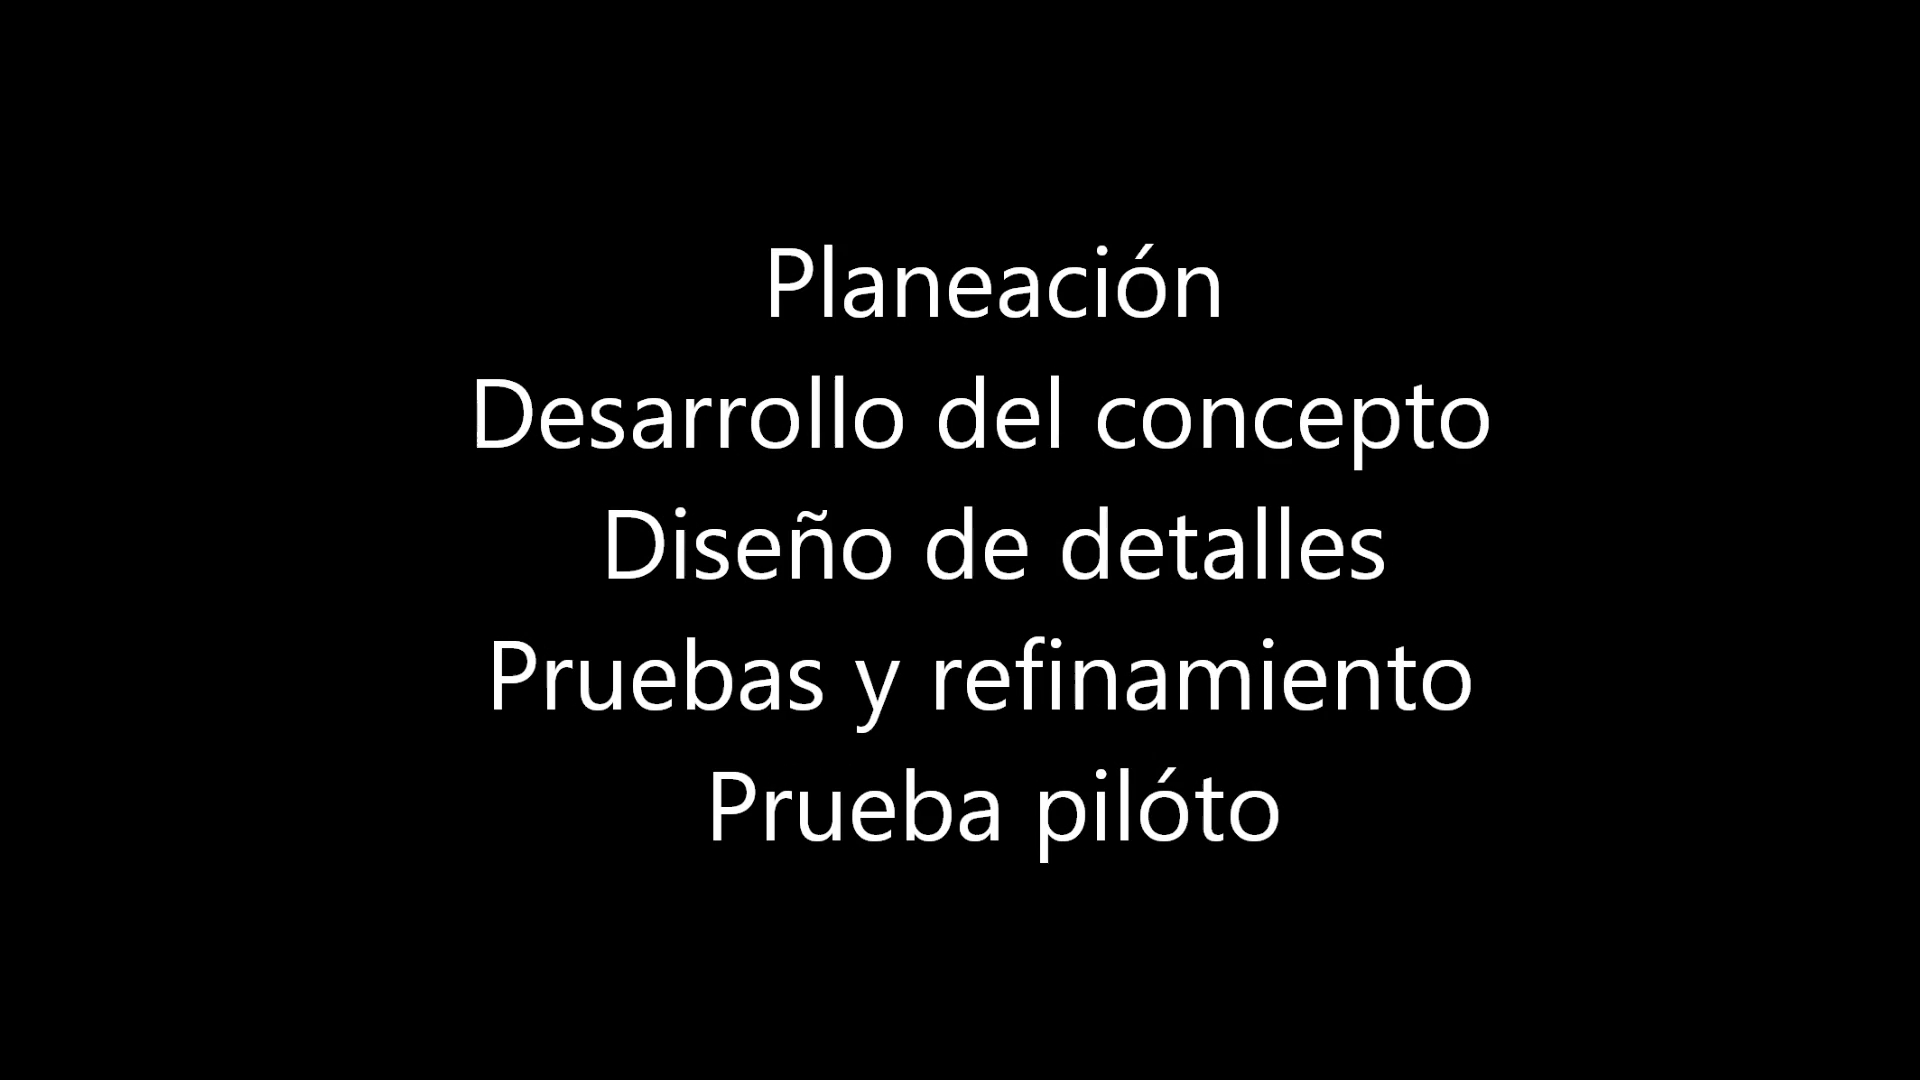 Planeación
Desarrollo del concepto
Diseño de detalles
Pruebas y refinamiento
Prueba pilóto